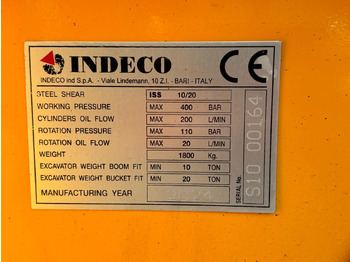 INDECO
INDECO ind S.p.A. - Viale Lindemann, 10 Z.I. - BARI - ITALY
CE
STEEL SHEAR ISS 10/20
WORKING PRESSURE MAX 400 BAR
CYLINDERS OIL FLOW MAX 200 L/MIN
ROTATION PRESSURE MAX 110 BAR
ROTATION OIL FLOW MAX 20 L/MIN
WEIGHT 1800 Kg.
EXCAVATOR WEIGHT BOOM FIT MIN 10 TON
EXCAVATOR WEIGHT BUCKET FIT MIN 20 TON
MANUFACTURING YEAR
SERIAL No. S10 00164